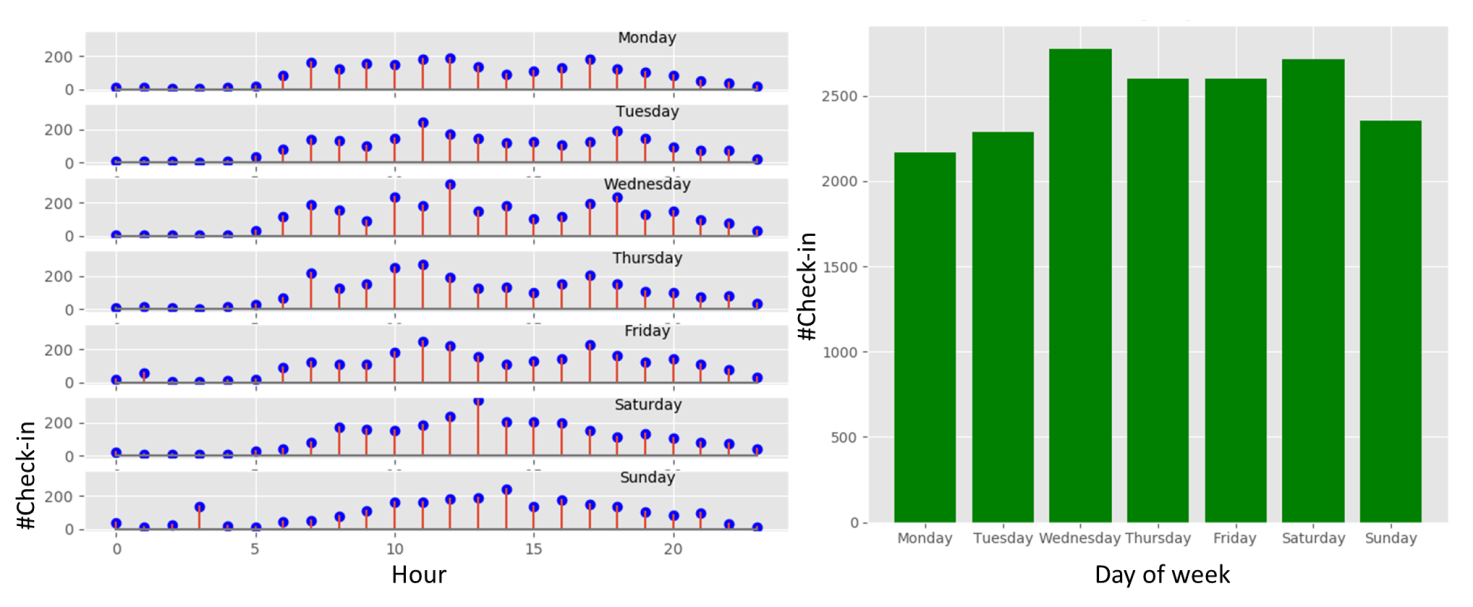 Monday
200
0
Tuesday
200
0
Wednesday
200
0
Thursday
200
0
Friday
200
0
Saturday
200
0
Sunday
200
0
0 5 10 15 20
#Check-in
Hour
2500
2000
1500
1000
500
0
#Check-in
Monday Tuesday Wednesday Thursday Friday Saturday Sunday
Day of week